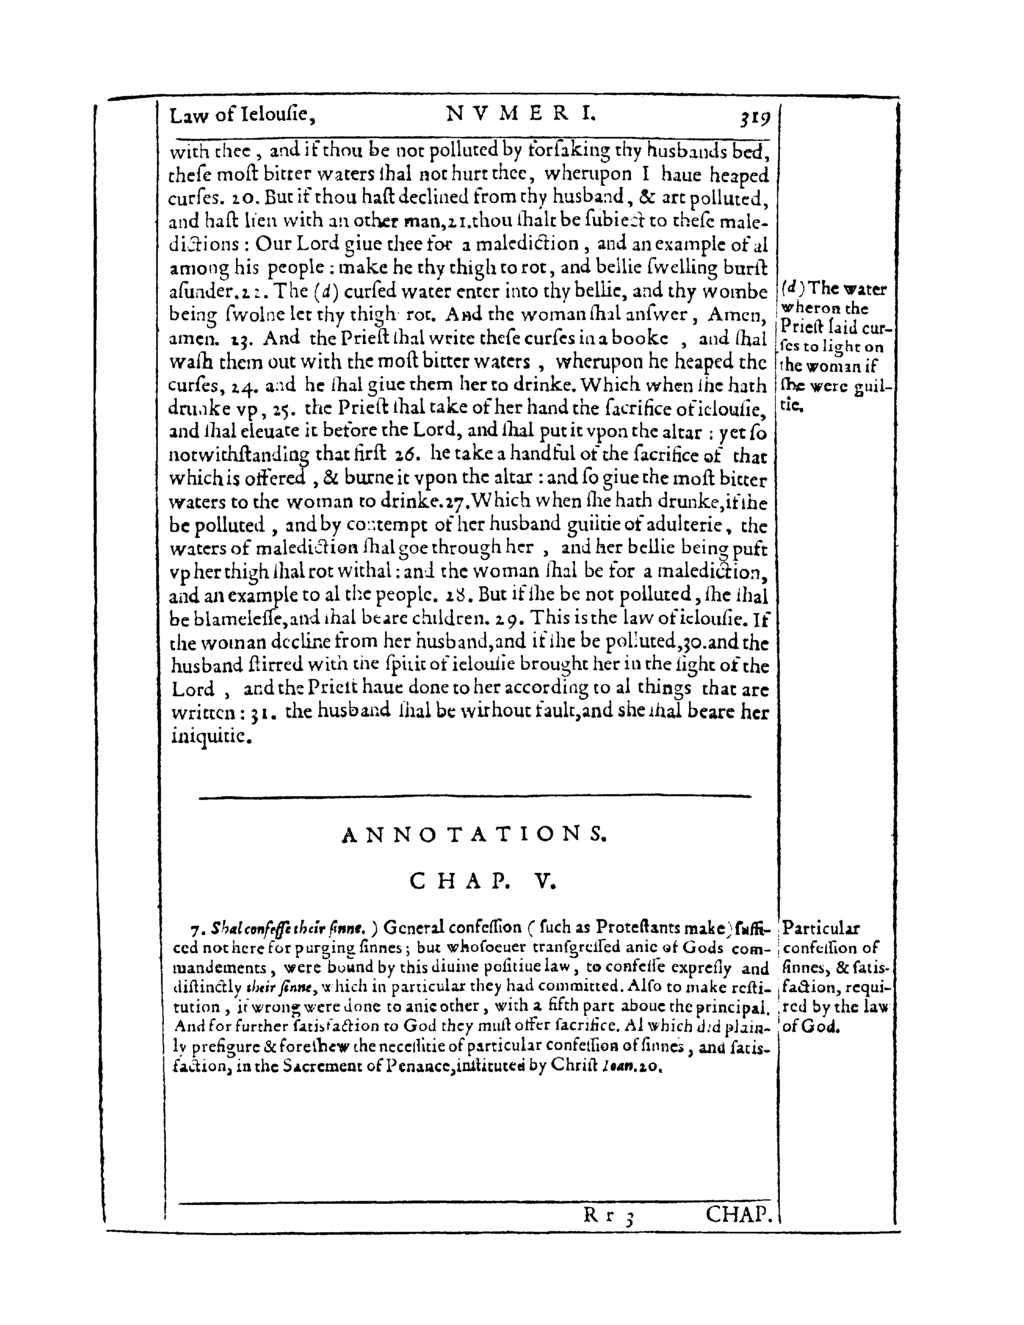 Law of Ielouſie, NVMERI. 319
with thee, and if thou be not polluted by forſaking thy husbands bed,
theſe moſt bitter waters ſhal not hurt thee, wherupon I haue heaped
curſes. 20. But if thou haſt declined from thy husband, & art polluted,
and haſt lien with an other man, 21. thou ſhalt be ſubiect to theſe male-
dictions: Our Lord giue thee for a malediction, and an example of al
among his people: make he thy thigh to rot, and bellie ſwelling burſt
aſunder. 22. The (d) curſed water enter into thy bellie, and thy wombe
being ſwolne let thy thigh rot. And the woman ſhal anſwer, Amen,
amen. 23. And the Prieſt ſhal write theſe curſes in a booke, and ſhal
waſh them out with the moſt bitter waters, wherupon he heaped the
curſes, 24. and he ſhal giue them her to drinke. Which when ſhe hath
drunke vp, 25. the Prieſt ſhal take of her hand the ſacrifice of ielouſie,
and ſhal eleuate it before the Lord, and ſhal put it vpon the altar: yet ſo
notwithſtanding that firſt 26. he take a handful of the ſacrifice of that
which is offered, & burne it vpon the altar: and ſo giue the moſt bitter
waters to the woman to drinke. 27. Which when ſhe hath drunke, if ſhe
be polluted, and by contempt of her husband guiltie of adulterie, the
waters of malediction ſhal goe through her, and her bellie being puft
vp her thigh ſhal rot withal: and the woman ſhal be for a malediction,
and an example to al the people. 28. But if ſhe be not polluted, ſhe ſhal
be blameleſſe, and ſhal beare children. 29. This is the law of ielouſie. If
the woman decline from her husband, and if ſhe be polluted, 30. and the
husband ſtirred with the ſpirit of ielouſie brought her in the ſight of the
Lord, and the Prieſt haue done to her according to al things that are
written: 31. the husband ſhal be without fault, and she ſhal beare her
iniquitie.
(d) The water
wheron the
Prieſt ſaid cur-
ſes to light on
the woman if
ſhe were guil-
tie.
ANNOTATIONS.
CHAP. V.
7. Shal confeſſe their ſinne.) General confeſſion (ſuch as Proteſtants make) ſuffi-
ced not here for purging ſinnes; but whoſoeuer tranſgreſſed anie of Gods com-
mandements, were bound by this diuine poſitiue law, to confeſſe expreſly and
diſtinctly their ſinne, which in particular they had committed. Alſo to make reſti-
tution, if wrong were done to anie other, with a fifth part aboue the principal.
And for further ſatisfaction to God they muſt offer ſacrifice. Al which did plain-
ly prefigure & foreſhew the neceſſitie of particular confeſſion of ſinnes, and ſatis-
faction, in the Sacrement of Penance, inſtituted by Chriſt Ioan. 20.
Particular
confeſſion of
ſinnes, & ſatis-
faction, requi-
red by the law
of God.
Rr 3 CHAP.